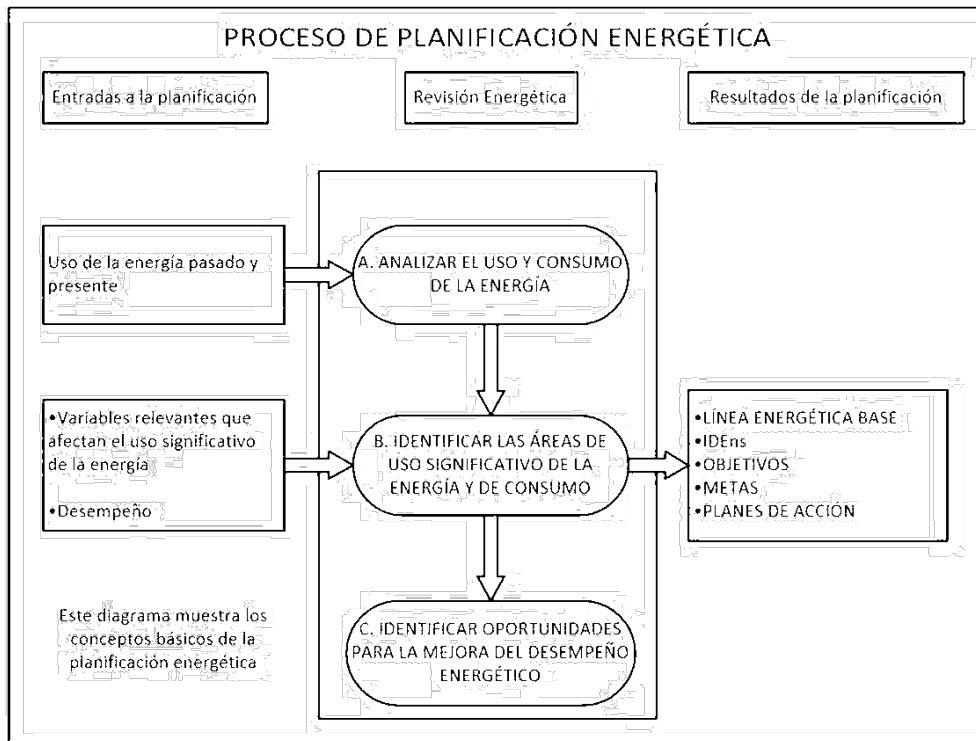 PROCESO DE PLANIFICACIÓN ENERGÉTICA
Entradas a la planificación
Revisión Energética
Resultados de la planificación
Uso de la energía pasado y
presente
A. ANALIZAR EL USO Y CONSUMO
DE LA ENERGÍA
•Variables relevantes que
afectan el uso significativo
de la energía
•Desempeño
B. IDENTIFICAR LAS ÁREAS DE
USO SIGNIFICATIVO DE LA
ENERGÍA Y DE CONSUMO
•LÍNEA ENERGÉTICA BASE
•IDEns
•OBJETIVOS
•METAS
•PLANES DE ACCIÓN
Este diagrama muestra los
conceptos básicos de la
planificación energética
C. IDENTIFICAR OPORTUNIDADES
PARA LA MEJORA DEL DESEMPEÑO
ENERGÉTICO